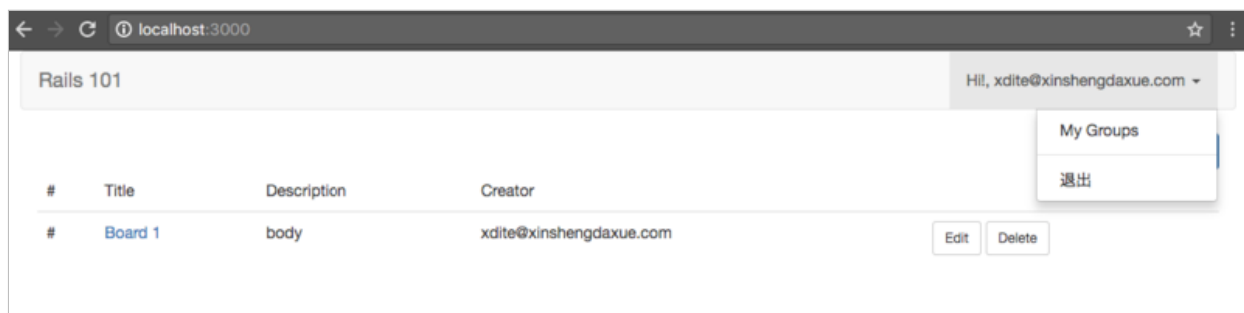 localhost:3000
Rails 101 Hi!, xdite@xinshengdaxue.com
My Groups
退出
# Title Description Creator
# Board 1 body xdite@xinshengdaxue.com Edit Delete